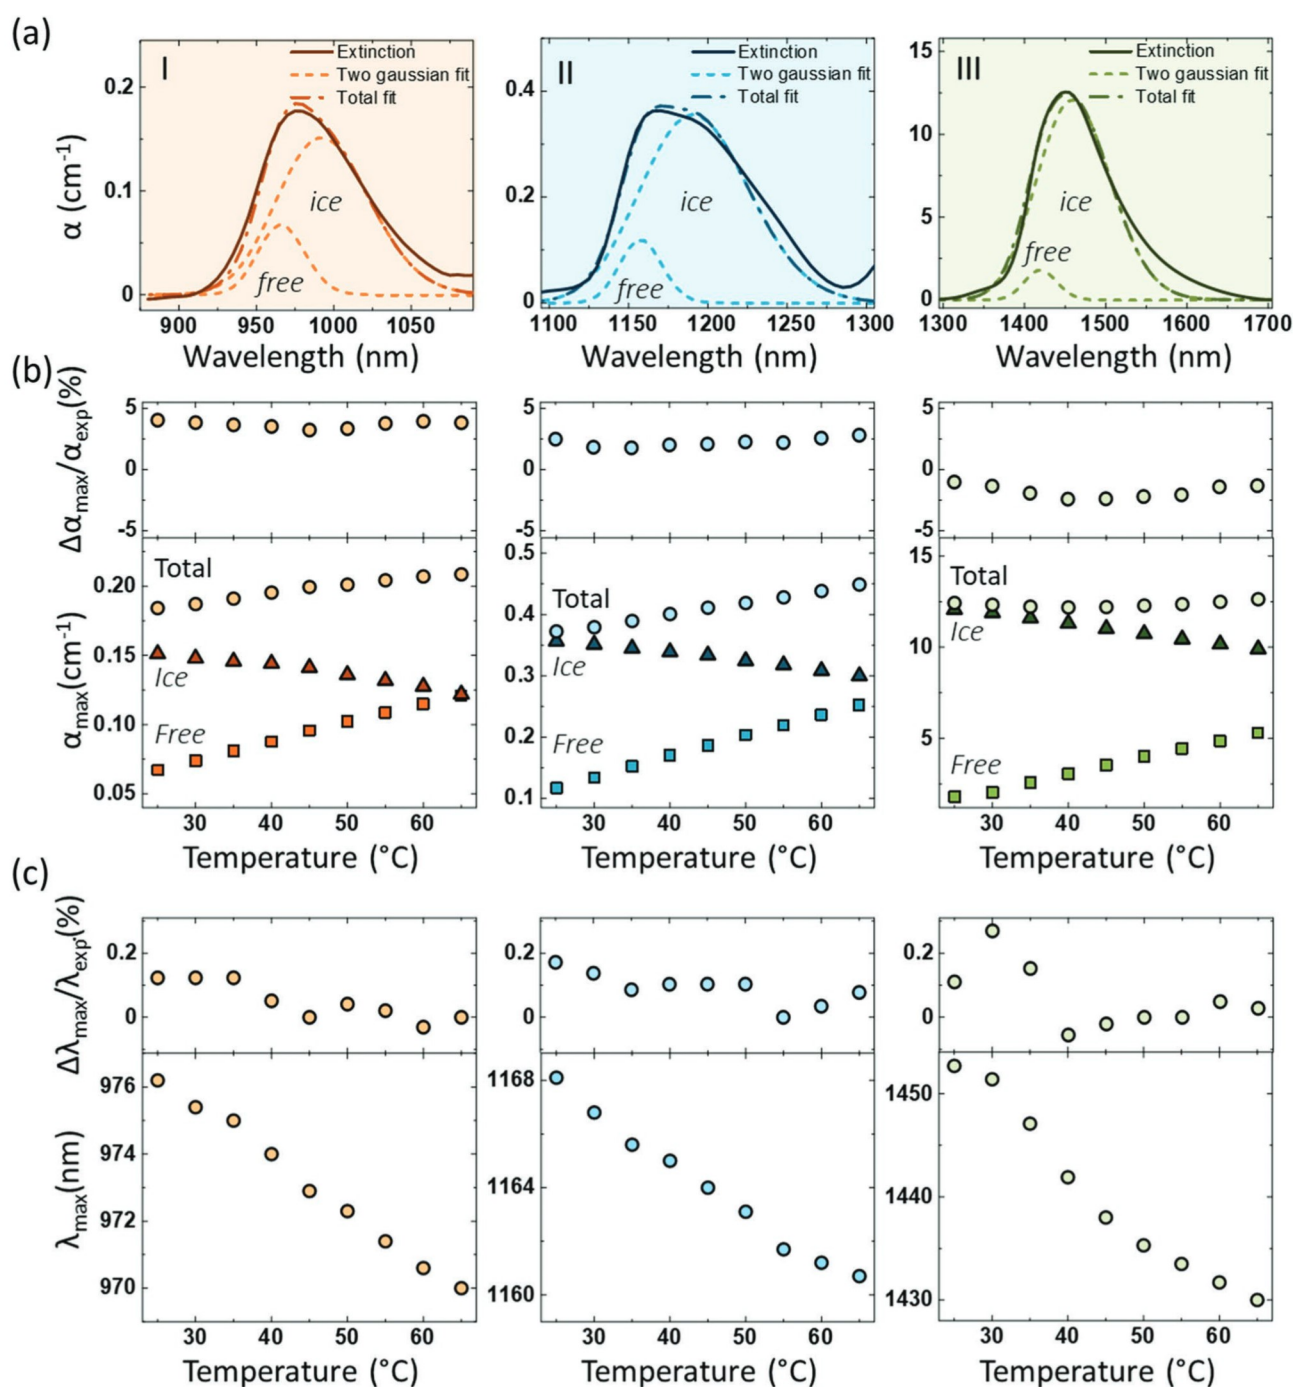 (a)
I
Extinction
Two gaussian fit
Total fit
II
Extinction
Two gaussian fit
Total fit
III
Extinction
Two gaussian fit
Total fit
α (cm⁻¹)
0.2
0.1
0
ice
free
0.4
0.2
0
ice
free
15
10
5
0
ice
free
900 950 1000 1050
1100 1150 1200 1250 1300
1300 1400 1500 1600 1700
Wavelength (nm)
Wavelength (nm)
Wavelength (nm)
(b)
Δαmax/αexp(%)
5
0
-5
5
0
-5
5
0
-5
αmax(cm⁻¹)
0.20
0.15
0.10
0.05
Total
Ice
Free
0.5
0.4
0.3
0.2
0.1
Total
Ice
Free
15
10
5
Total
Ice
Free
30 40 50 60
30 40 50 60
30 40 50 60
Temperature (°C)
Temperature (°C)
Temperature (°C)
(c)
Δλmax/λexp.(%)
0.2
0
0.2
0
0.2
0
λmax(nm)
976
974
972
970
1168
1164
1160
1450
1440
1430
30 40 50 60
30 40 50 60
30 40 50 60
Temperature (°C)
Temperature (°C)
Temperature (°C)